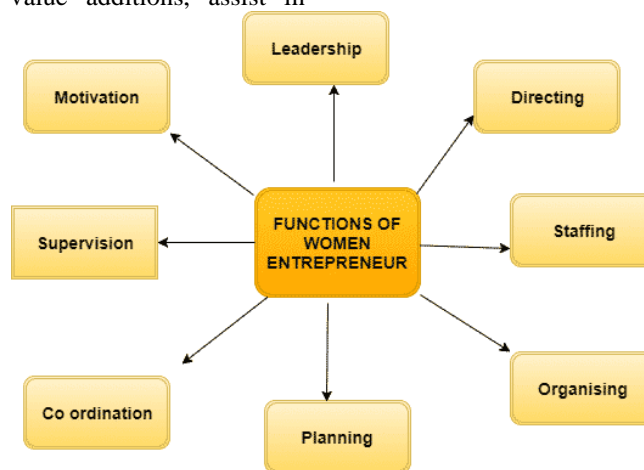 value additions, assist in
Leadership
Motivation
Directing
FUNCTIONS OF
WOMEN
ENTREPRENEUR
Supervision
Staffing
Co ordination
Planning
Organising